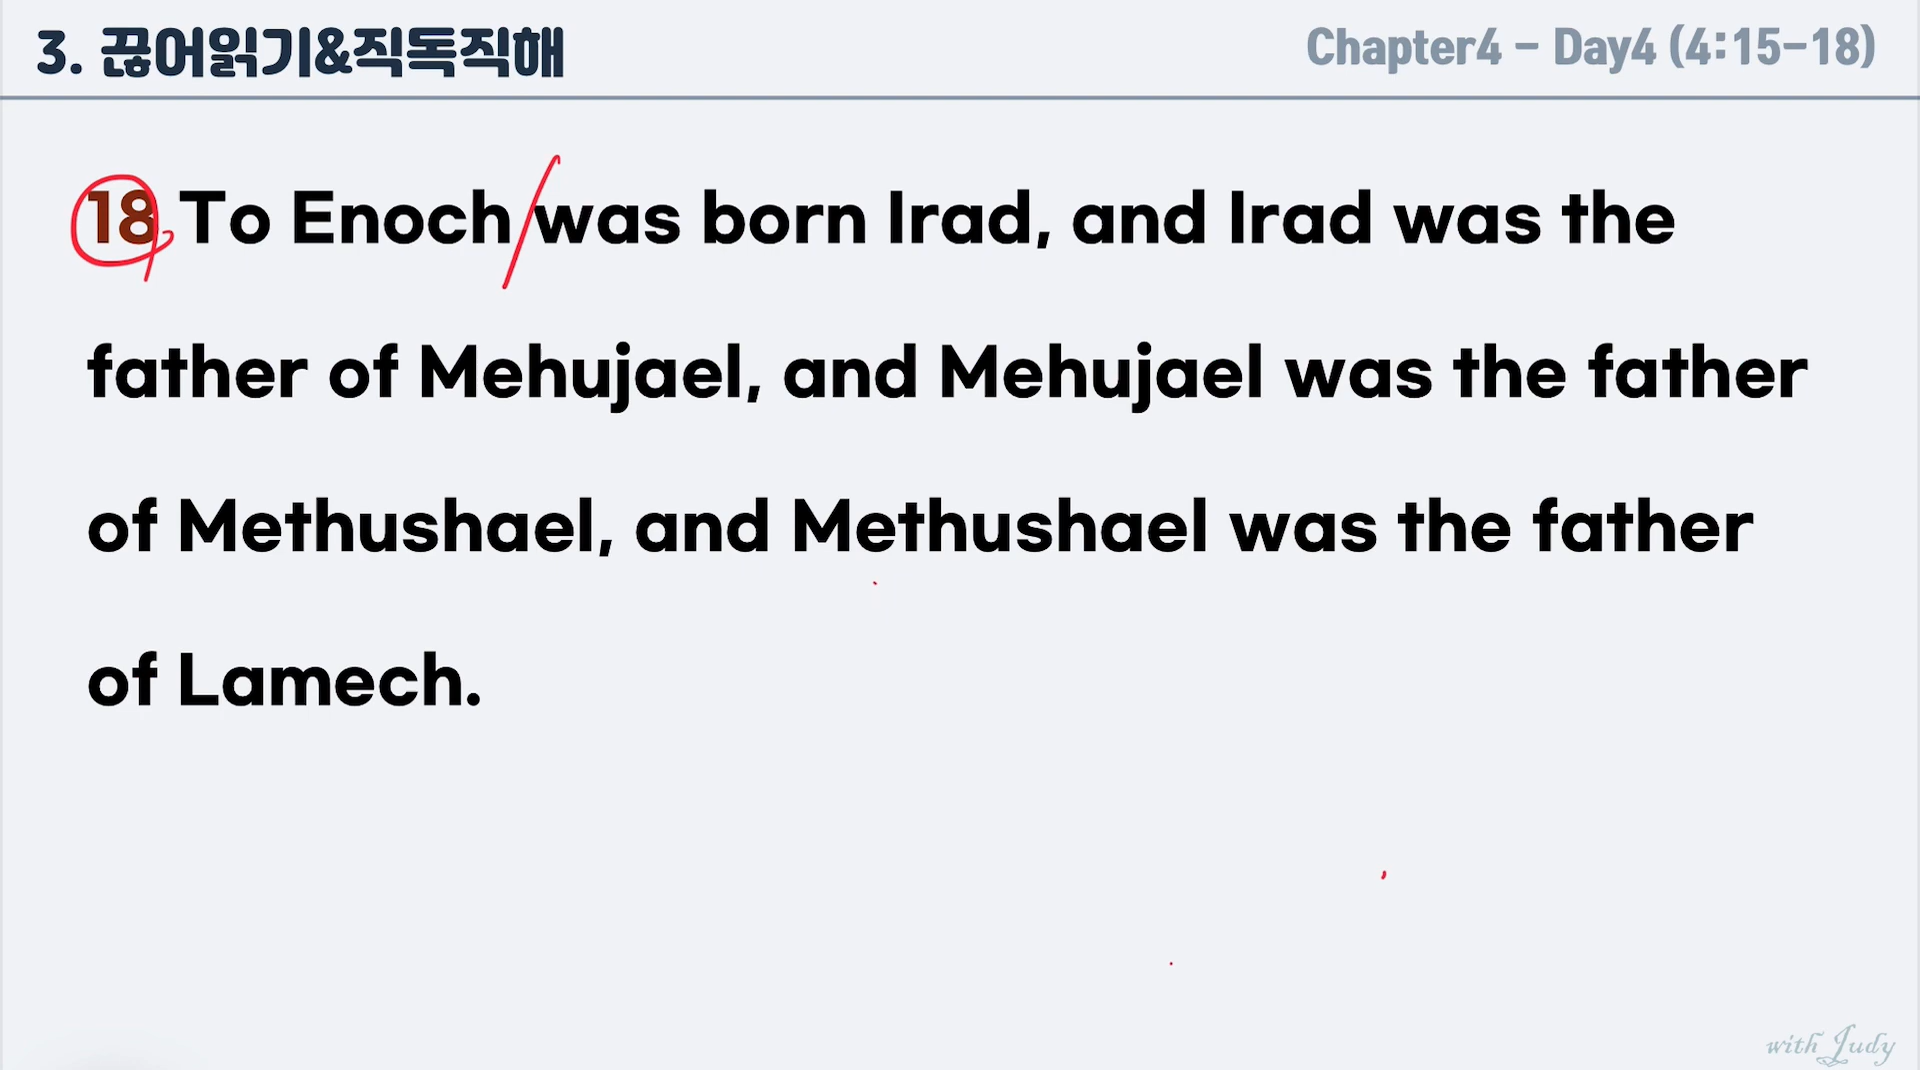 3. 끊어읽기&직독직해
Chapter4 - Day4 (4:15-18)
18 To Enoch was born Irad, and Irad was the
father of Mehujael, and Mehujael was the father
of Methushael, and Methushael was the father
of Lamech.
with Judy